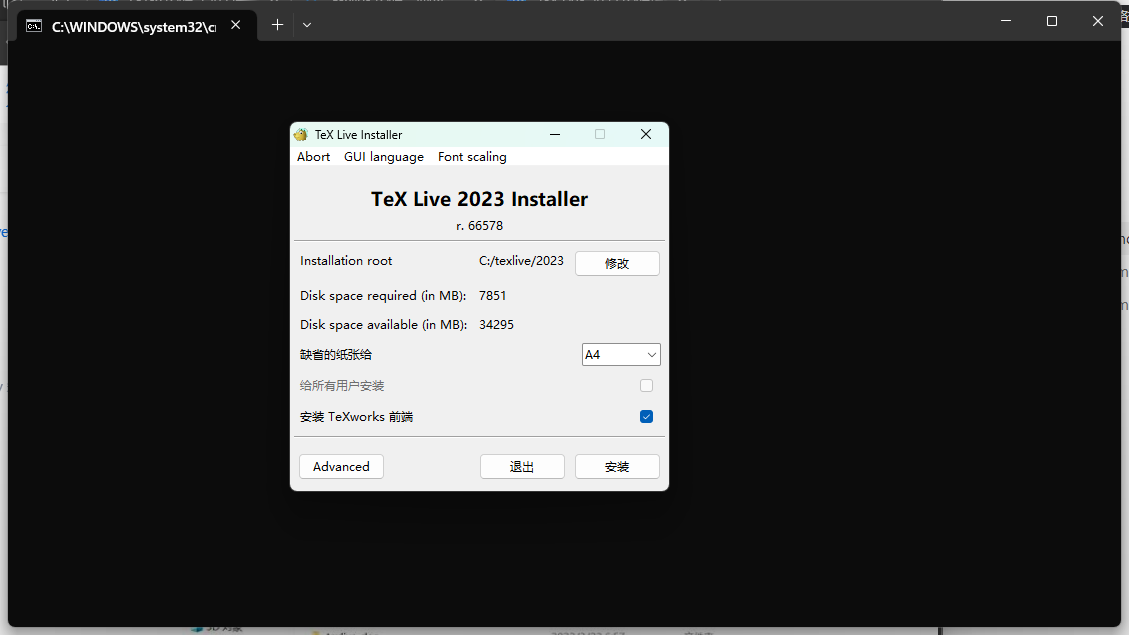 C:\WINDOWS\system32\c
TeX Live Installer
Abort GUI language Font scaling
TeX Live 2023 Installer
r. 66578
Installation root C:/texlive/2023 修改
Disk space required (in MB): 7851
Disk space available (in MB): 34295
缺省的纸张给 A4
给所有用户安装
安装 TeXworks 前端
Advanced 退出 安装